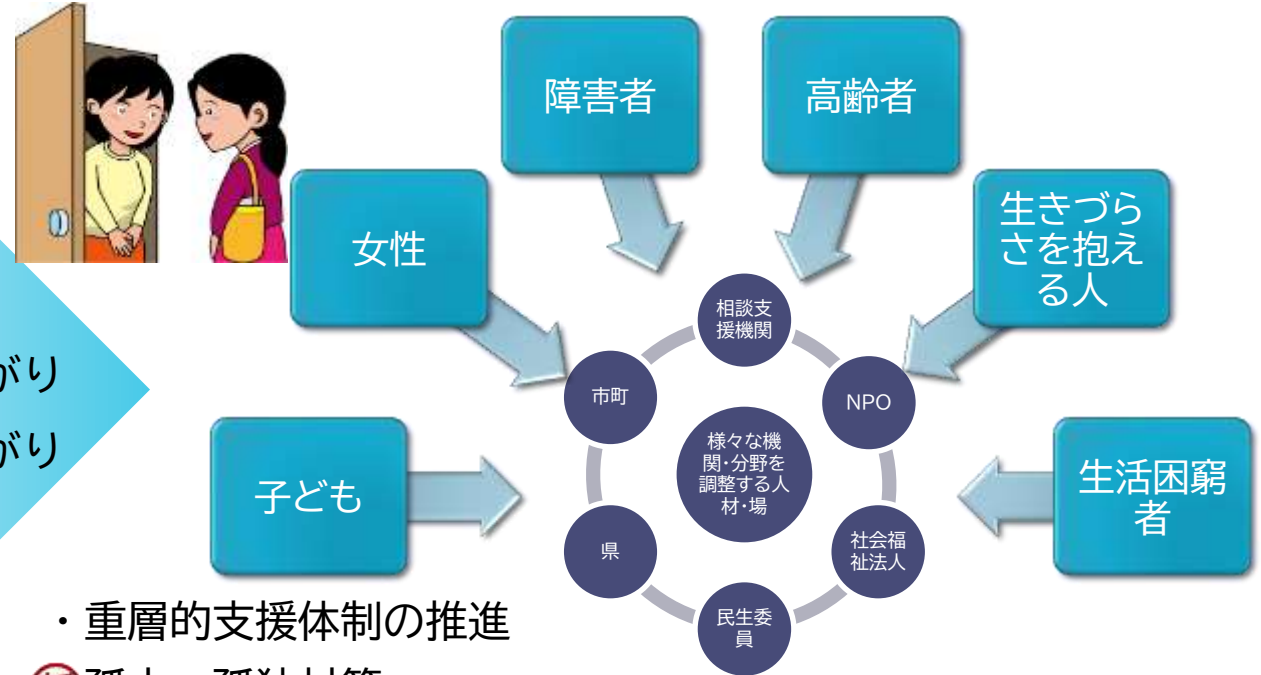 障害者
高齢者
女性
生きづら
さを抱え
る人
子ども
生活困窮
者
相談支
援機関
市町
NPO
様々な機
関・分野を
調整する人
材・場
県
社会福
祉法人
民生委
員
がり
がり
・重層的支援体制の推進